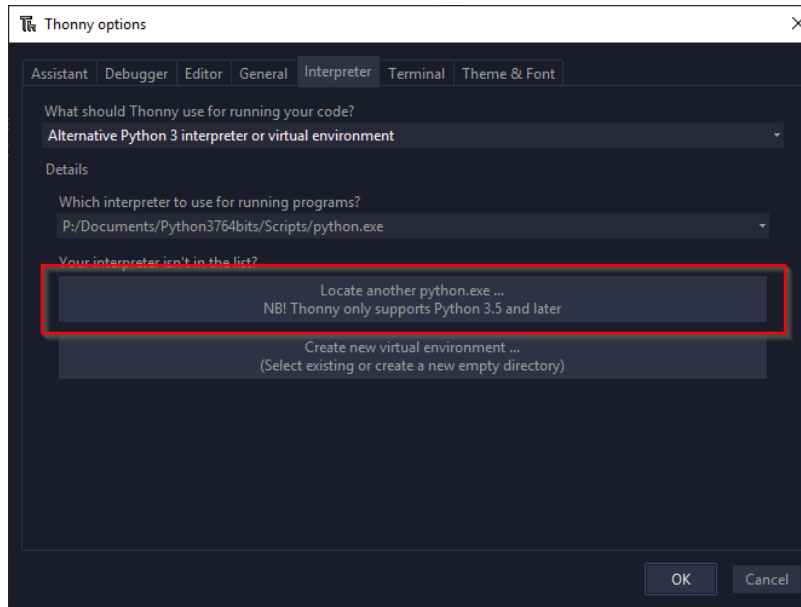 Thonny options
Assistant Debugger Editor General Interpreter Terminal Theme & Font
What should Thonny use for running your code?
Alternative Python 3 interpreter or virtual environment
Details
Which interpreter to use for running programs?
P:/Documents/Python3764bits/Scripts/python.exe
Your interpreter isn't in the list?
Locate another python.exe ...
NB! Thonny only supports Python 3.5 and later
Create new virtual environment ...
(Select existing or create a new empty directory)
OK Cancel